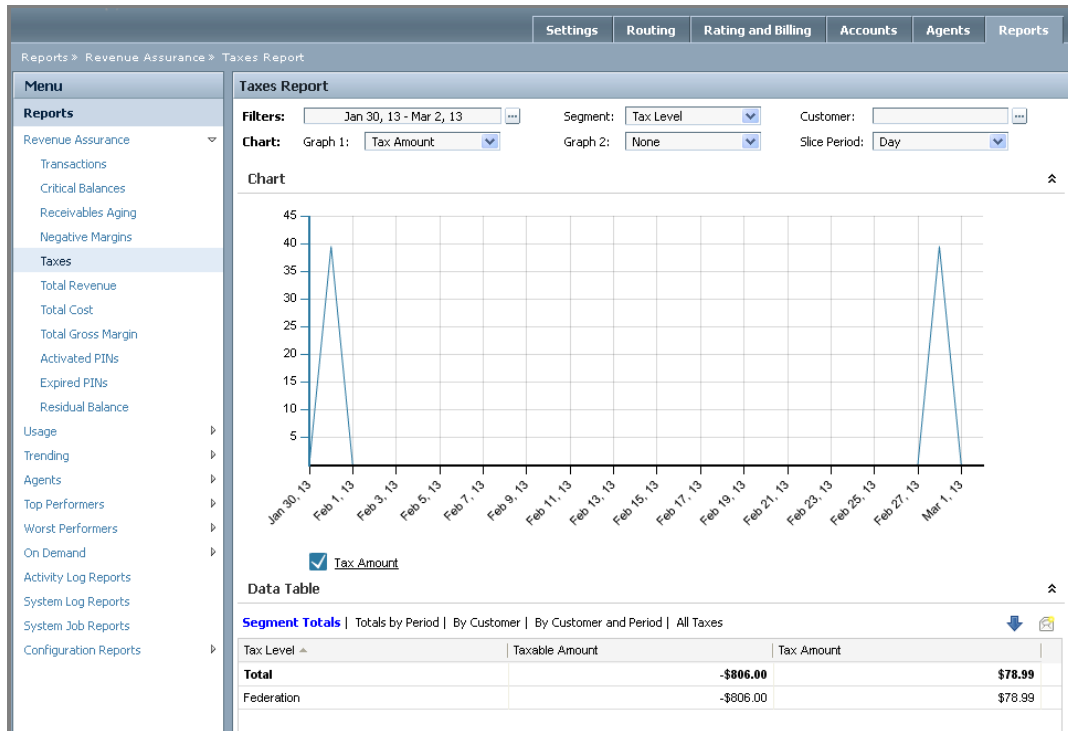 Settings Routing Rating and Billing Accounts Agents Reports
Reports» Revenue Assurance» Taxes Report
Menu
Reports
Revenue Assurance
Transactions
Critical Balances
Receivables Aging
Negative Margins
Taxes
Total Revenue
Total Cost
Total Gross Margin
Activated PINs
Expired PINs
Residual Balance
Usage
Trending
Agents
Top Performers
Worst Performers
On Demand
Activity Log Reports
System Log Reports
System Job Reports
Configuration Reports
Taxes Report
Filters: Jan 30, 13 - Mar 2, 13 ... Segment: Tax Level Customer: ...
Chart: Graph 1: Tax Amount Graph 2: None Slice Period: Day
Chart
45
40
35
30
25
20
15
10
5
Jan 30, 13 Feb 1, 13 Feb 3, 13 Feb 5, 13 Feb 7, 13 Feb 9, 13 Feb 11, 13 Feb 13, 13 Feb 15, 13 Feb 17, 13 Feb 19, 13 Feb 21, 13 Feb 23, 13 Feb 25, 13 Feb 27, 13 Mar 1, 13
Tax Amount
Data Table
Segment Totals | Totals by Period | By Customer | By Customer and Period | All Taxes
Tax Level Taxable Amount Tax Amount
Total -$806.00 $78.99
Federation -$806.00 $78.99